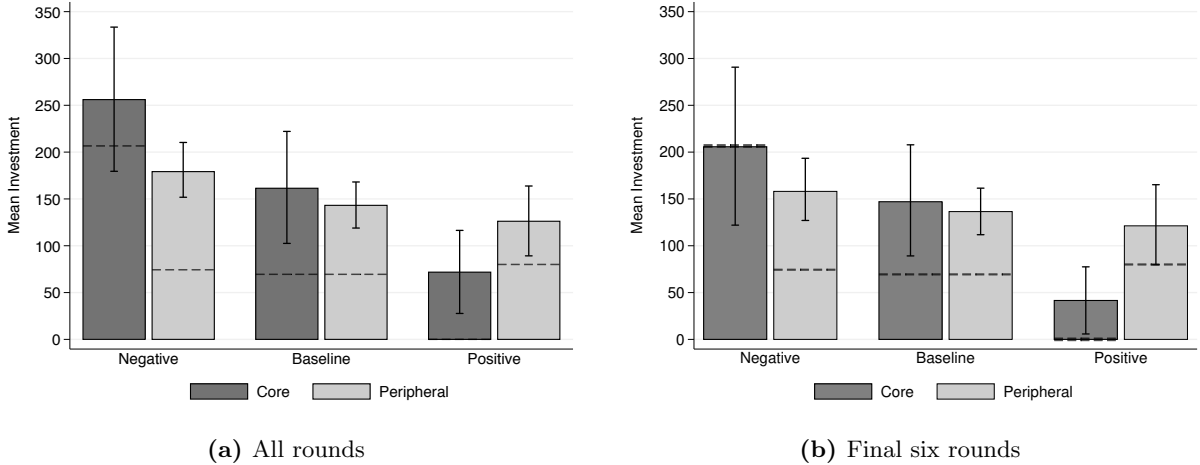 Mean Investment
350
300
250
200
150
100
50
0
Negative Baseline Positive
Core Peripheral
(a) All rounds
Mean Investment
350
300
250
200
150
100
50
0
Negative Baseline Positive
Core Peripheral
(b) Final six rounds